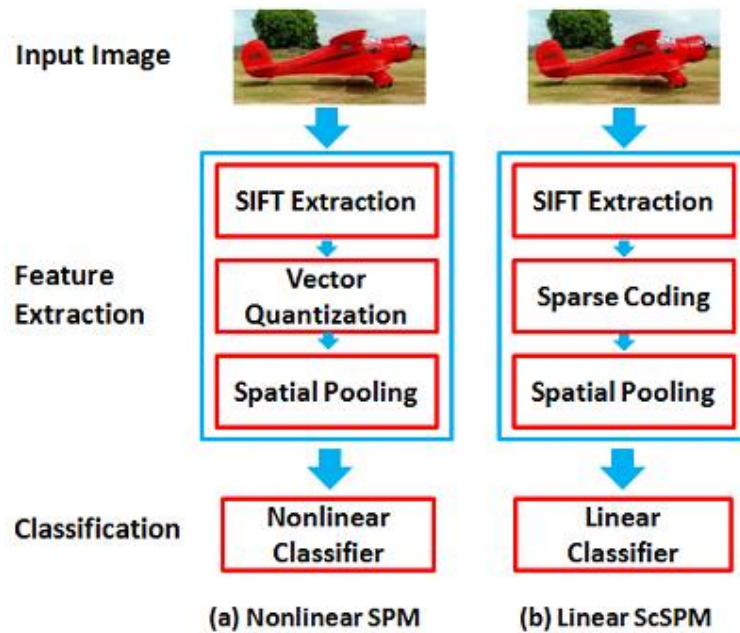 Input Image
SIFT Extraction
SIFT Extraction
Feature
Extraction
Vector
Quantization
Sparse Coding
Spatial Pooling
Spatial Pooling
Classification
Nonlinear
Classifier
Linear
Classifier
(a) Nonlinear SPM
(b) Linear ScSPM